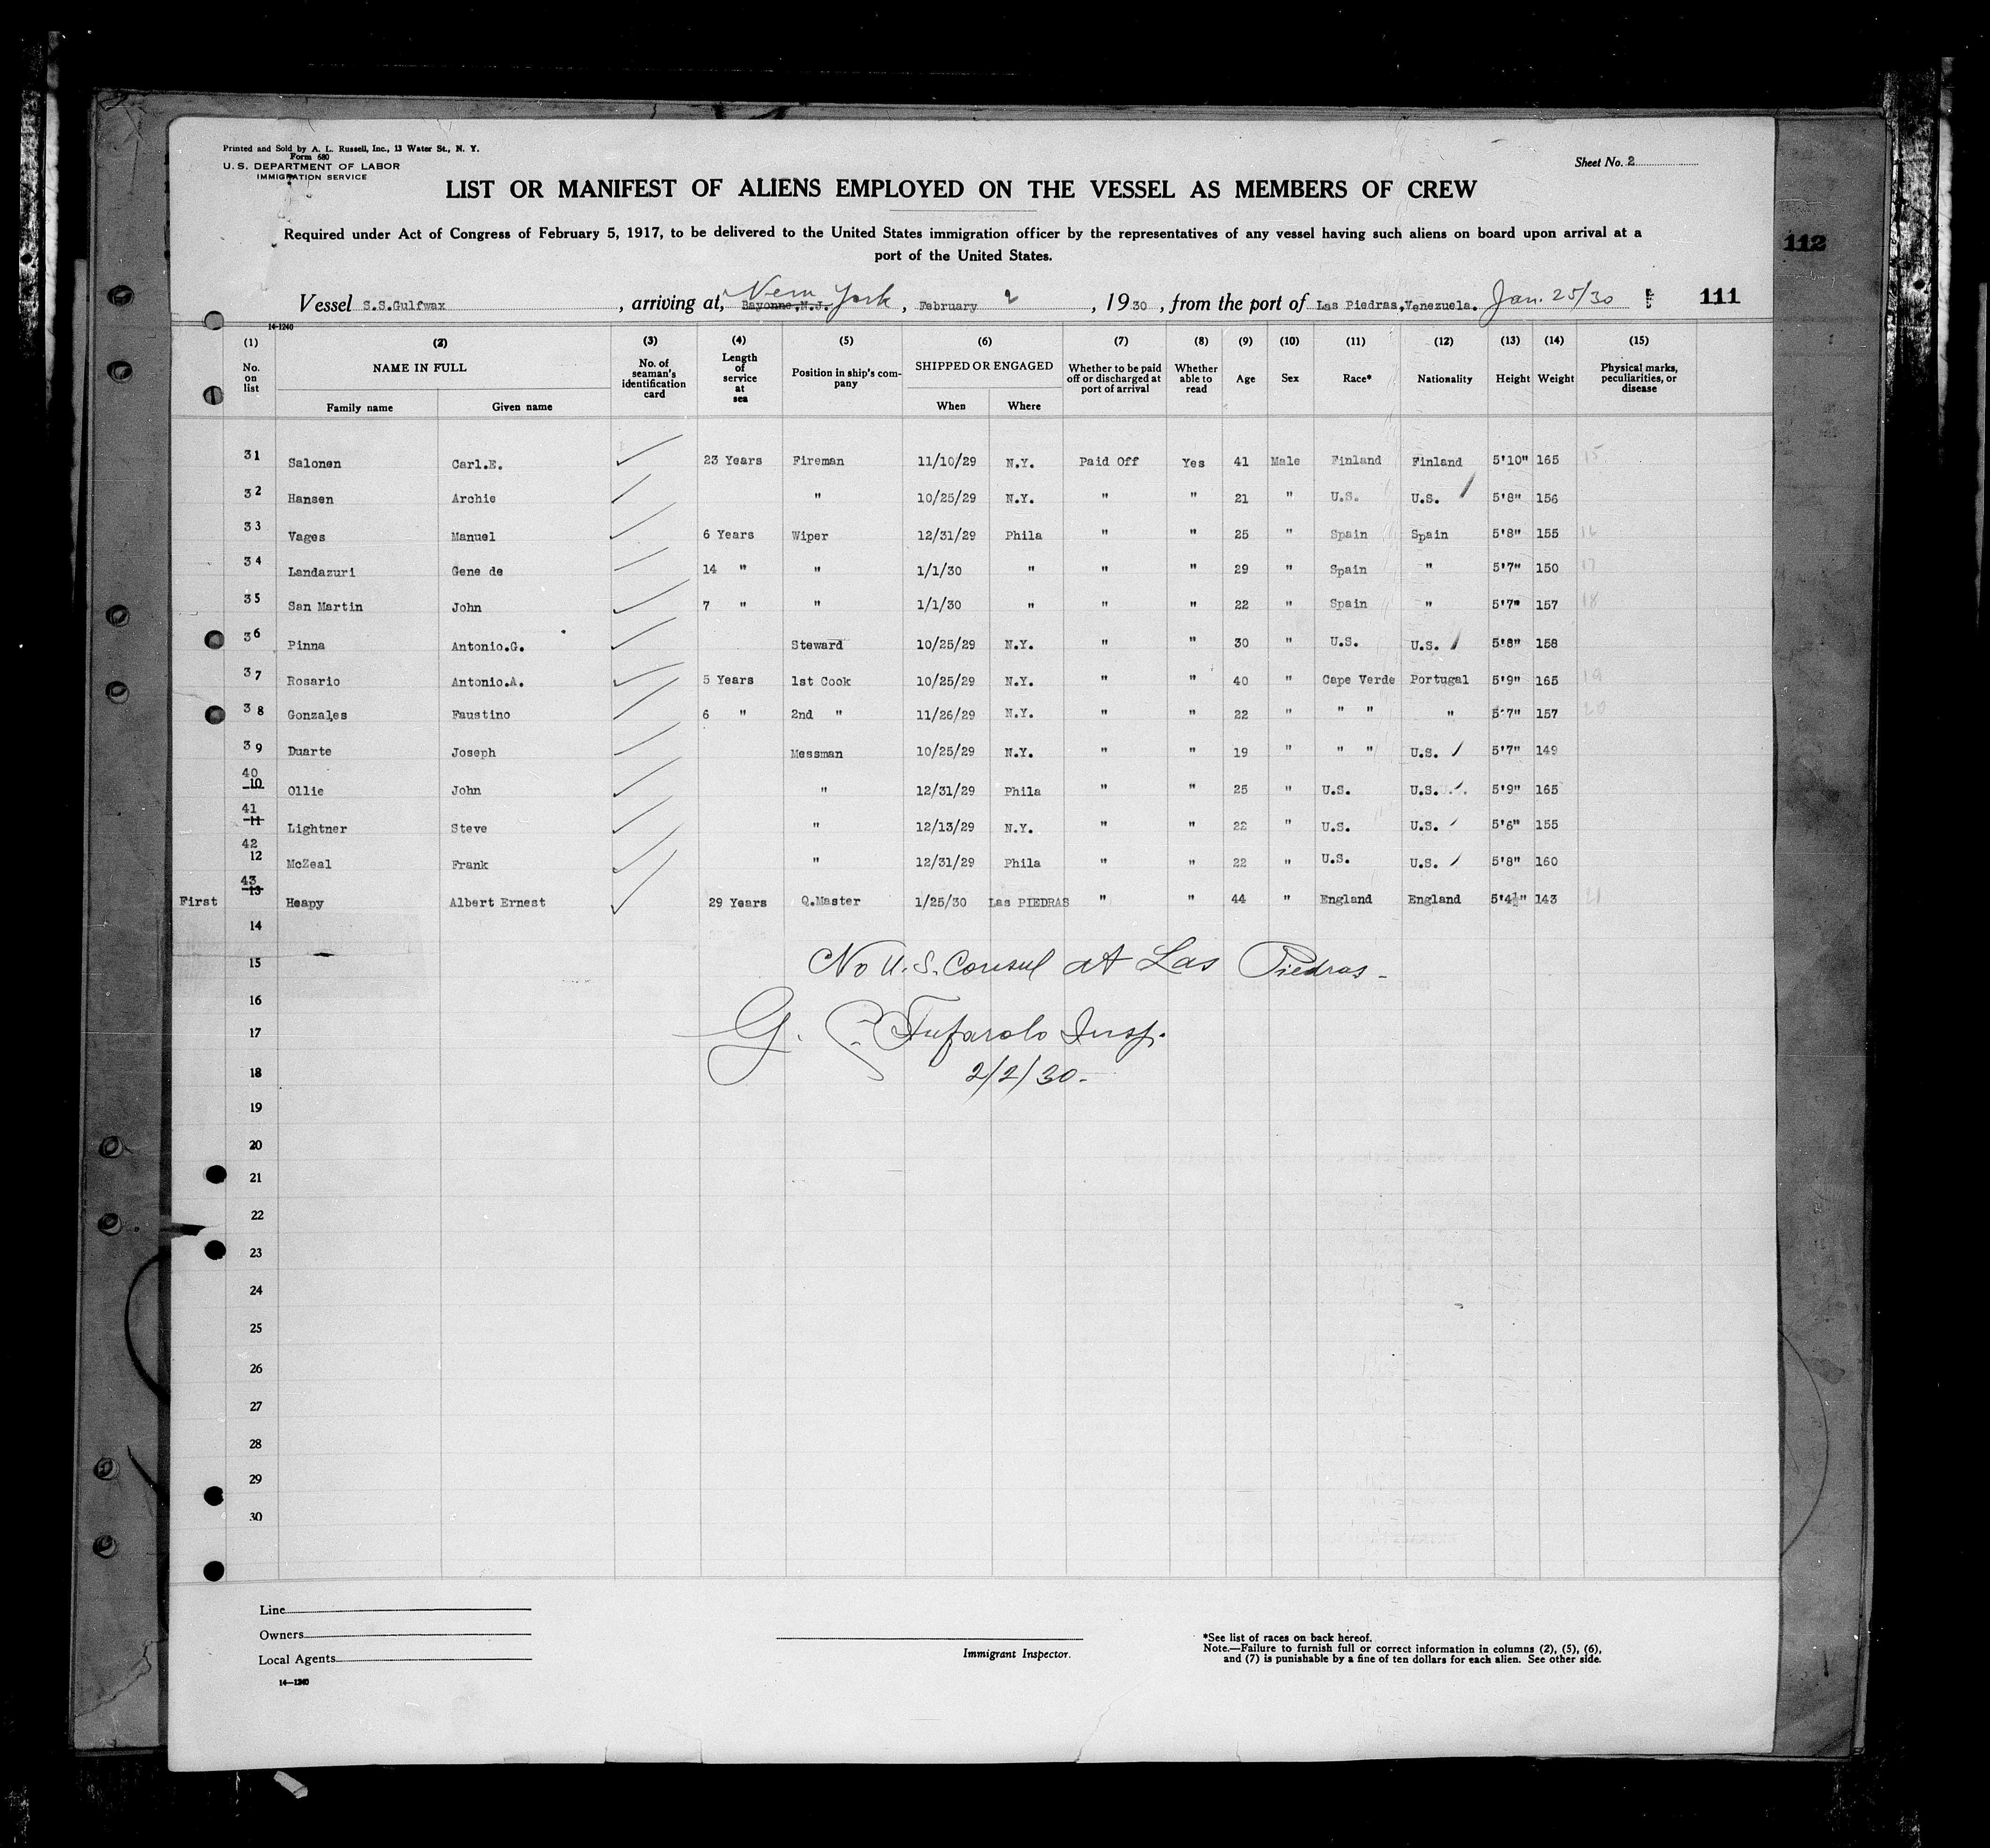 Printed and Sold by A. L. Russell, Inc., 13 Water St., N. Y.
Form 680
U. S. DEPARTMENT OF LABOR
IMMIGRATION SERVICE
Sheet No. 2
LIST OR MANIFEST OF ALIENS EMPLOYED ON THE VESSEL AS MEMBERS OF CREW
Required under Act of Congress of February 5, 1917, to be delivered to the United States immigration officer by the representatives of any vessel having such aliens on board upon arrival at a
port of the United States.
112
Vessel S.S.Gulfwax, arriving at, Bayonne,N.J. New York, February 2, 1930, from the port of Las Piedras,Venezuela. Jan. 25/30 111
14-1240
(1) (2) (3) (4) (5) (6) (7) (8) (9) (10) (11) (12) (13) (14) (15)
No. on list NAME IN FULL No. of seaman's identification card Length of service at sea Position in ship's company SHIPPED OR ENGAGED Whether to be paid off or discharged at port of arrival Whether able to read Age Sex Race* Nationality Height Weight Physical marks, peculiarities, or disease
Family name Given name When Where
31 Salonen Carl.E. 23 Years Fireman 11/10/29 N.Y. Paid Off Yes 41 Male Finland Finland 5'10" 165 15
32 Hansen Archie " 10/25/29 N.Y. " " 21 " U.S. U.S. 5'8" 156
33 Vages Manuel 6 Years Wiper 12/31/29 Phila " " 25 " Spain Spain 5'8" 155 16
34 Landazuri Gene de 14 " " 1/1/30 " " " 29 " Spain " 5'7" 150 17
35 San Martin John 7 " " 1/1/30 " " " 22 " Spain " 5'7" 157 18
36 Pinna Antonio.G. Steward 10/25/29 N.Y. " " 30 " U.S. U.S. 5'8" 158
37 Rosario Antonio.A. 5 Years 1st Cook 10/25/29 N.Y. " " 40 " Cape Verde Portugal 5'9" 165 19
38 Gonzales Faustino 6 " 2nd " 11/26/29 N.Y. " " 22 " " " " 5'7" 157 20
39 Duarte Joseph Messman 10/25/29 N.Y. " " 19 " " " U.S. 5'7" 149
40 10 Ollie John " 12/31/29 Phila " " 25 " U.S. U.S. 5'9" 165
41 11 Lightner Steve " 12/13/29 N.Y. " " 22 " U.S. U.S. 5'6" 155
42 12 McZeal Frank " 12/31/29 Phila " " 22 " U.S. U.S. 5'8" 160
First 43 13 Heapy Albert Ernest 29 Years Q.Master 1/25/30 Las PIEDRAS " " 44 " England England 5'4½" 143 21
14
15 No U.S. Consul at Las Piedras-
16
17 G. Tufarolo Insp.
18 2/2/30-
19
20
21
22
23
24
25
26
27
28
29
30
Line
Owners
Local Agents
14—1240
Immigrant Inspector.
*See list of races on back hereof.
Note.—Failure to furnish full or correct information in columns (2), (5), (6),
and (7) is punishable by a fine of ten dollars for each alien. See other side.